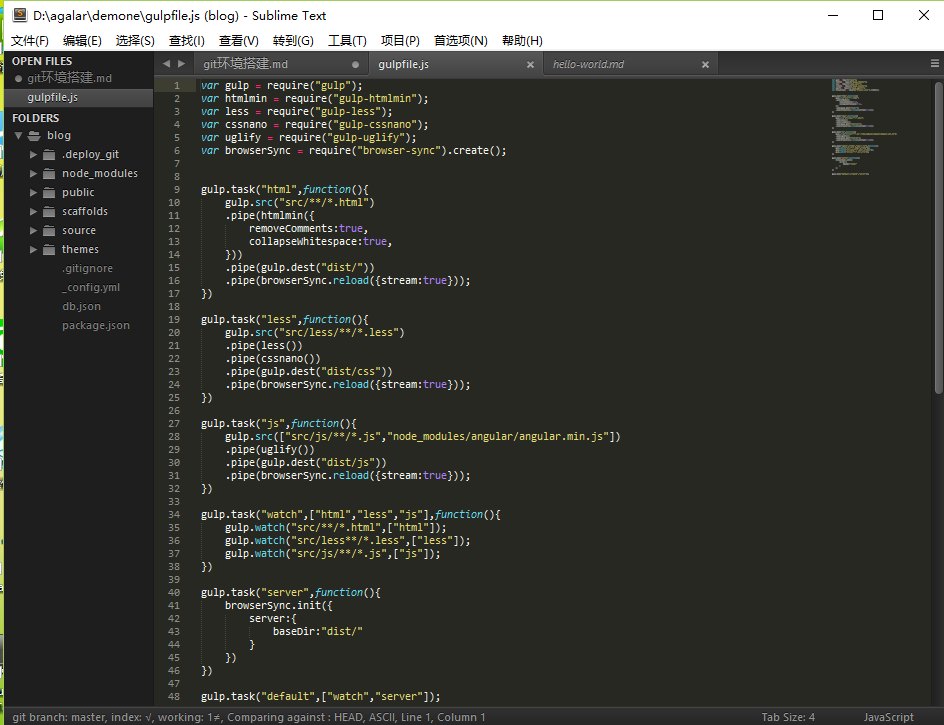 D:\agalar\demone\gulpfile.js (blog) - Sublime Text
文件(F) 编辑(E) 选择(S) 查找(I) 查看(V) 转到(G) 工具(T) 项目(P) 首选项(N) 帮助(H)
OPEN FILES
git环境搭建.md
gulpfile.js
FOLDERS
blog
.deploy_git
node_modules
public
scaffolds
source
themes
.gitignore
_config.yml
db.json
package.json
git环境搭建.md gulpfile.js hello-world.md
1 var gulp = require("gulp");
2 var htmlmin = require("gulp-htmlmin");
3 var less = require("gulp-less");
4 var cssnano = require("gulp-cssnano");
5 var uglify = require("gulp-uglify");
6 var browserSync = require("browser-sync").create();
7
8
9 gulp.task("html",function(){
10     gulp.src("src/**/*.html")
11     .pipe(htmlmin({
12         removeComments:true,
13         collapseWhitespace:true,
14     }))
15     .pipe(gulp.dest("dist/"))
16     .pipe(browserSync.reload({stream:true}));
17 })
18
19 gulp.task("less",function(){
20     gulp.src("src/less/**/*.less")
21     .pipe(less())
22     .pipe(cssnano())
23     .pipe(gulp.dest("dist/css"))
24     .pipe(browserSync.reload({stream:true}));
25 })
26
27 gulp.task("js",function(){
28     gulp.src(["src/js/**/*.js","node_modules/angular/angular.min.js"])
29     .pipe(uglify())
30     .pipe(gulp.dest("dist/js"))
31     .pipe(browserSync.reload({stream:true}));
32 })
33
34 gulp.task("watch",["html","less","js"],function(){
35     gulp.watch("src/**/*.html",["html"]);
36     gulp.watch("src/less**/*.less",["less"]);
37     gulp.watch("src/js/**/*.js",["js"]);
38 })
39
40 gulp.task("server",function(){
41     browserSync.init({
42         server:{
43             baseDir:"dist/"
44         }
45     })
46 })
47
48 gulp.task("default",["watch","server"]);
git branch: master, index: √, working: 1≠, Comparing against : HEAD, ASCII, Line 1, Column 1 Tab Size: 4 JavaScript